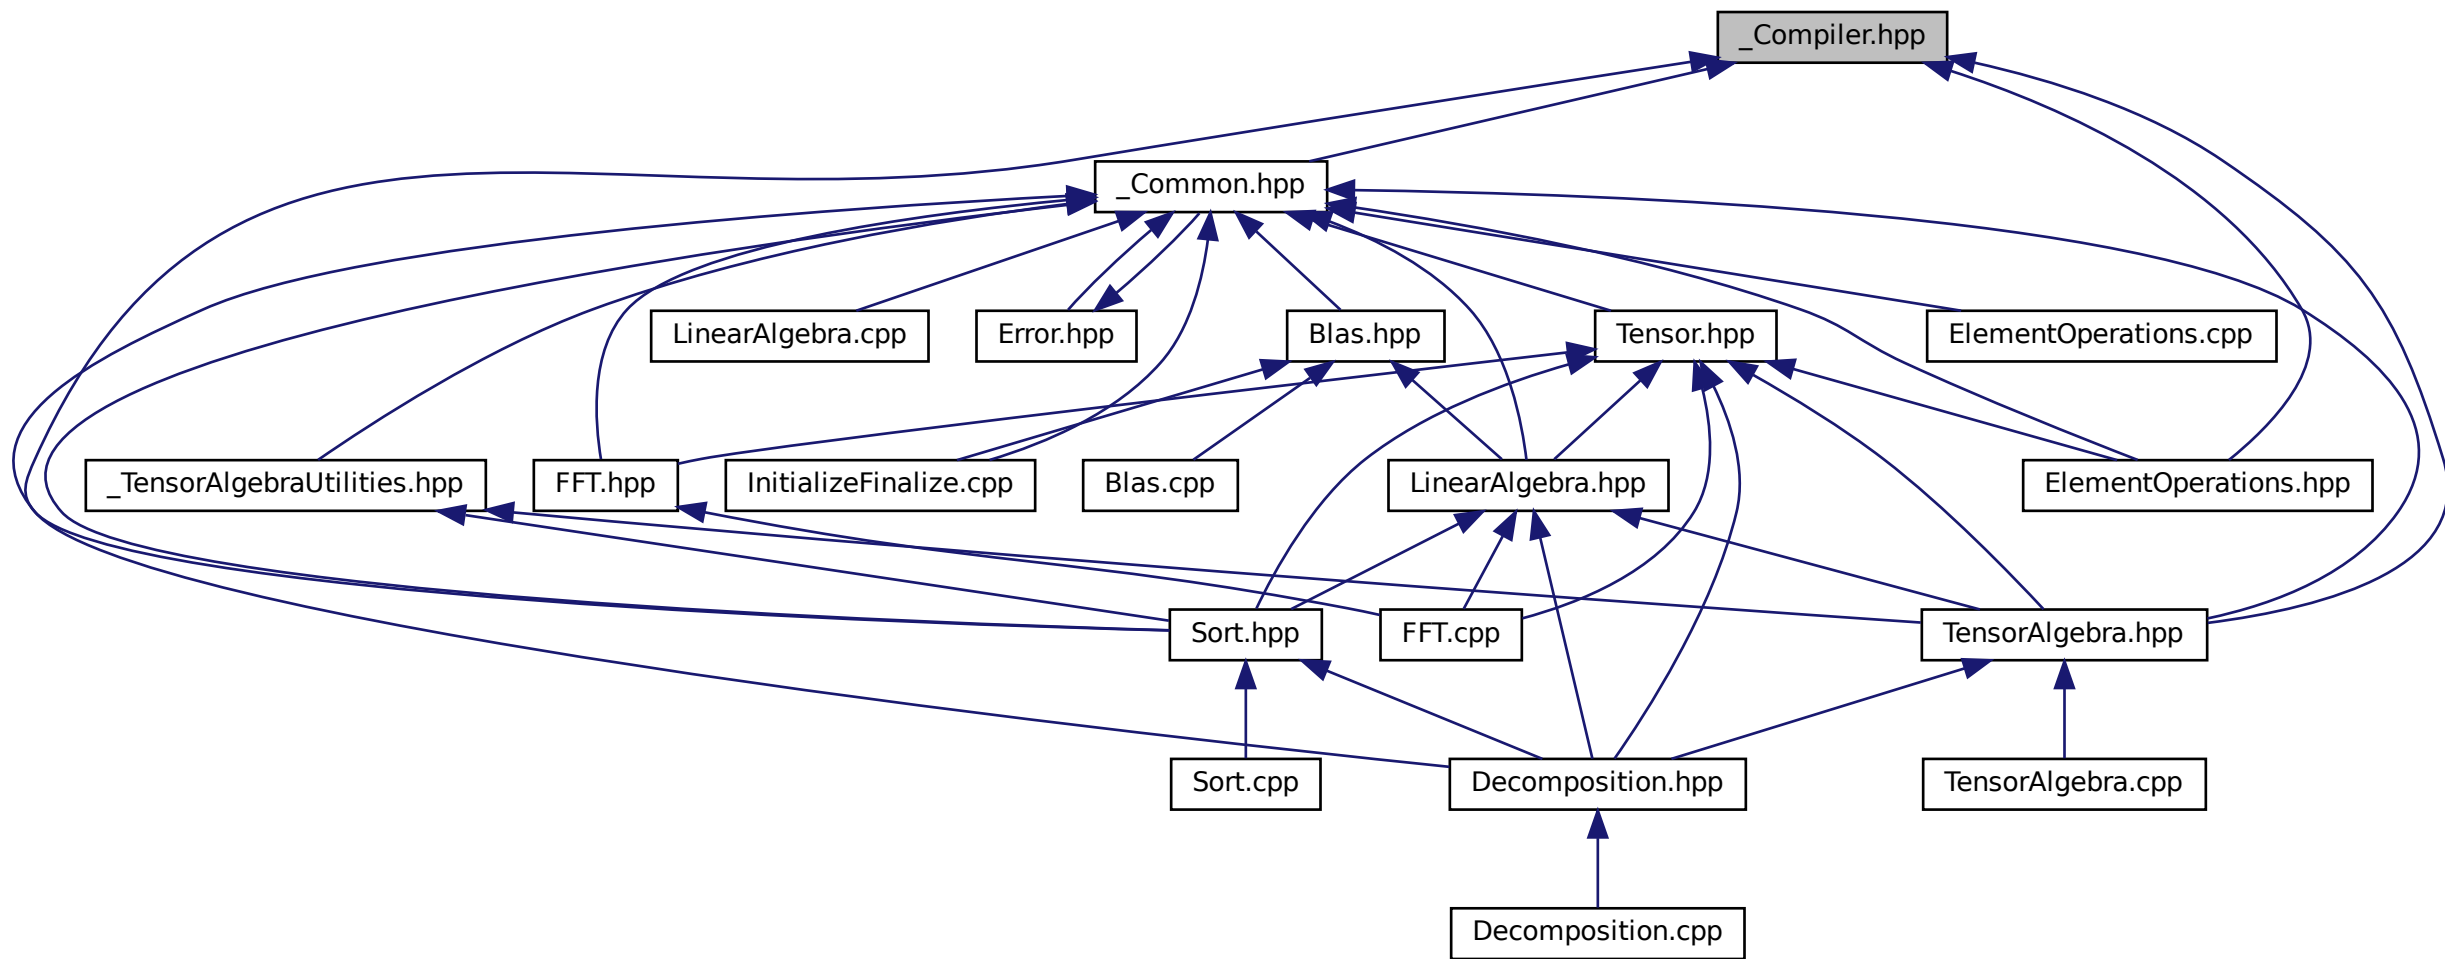 _Compiler.hpp
_Common.hpp
LinearAlgebra.cpp
Error.hpp
Blas.hpp
Tensor.hpp
ElementOperations.cpp
_TensorAlgebraUtilities.hpp
FFT.hpp
InitializeFinalize.cpp
Blas.cpp
LinearAlgebra.hpp
ElementOperations.hpp
Sort.hpp
FFT.cpp
TensorAlgebra.hpp
Sort.cpp
Decomposition.hpp
TensorAlgebra.cpp
Decomposition.cpp